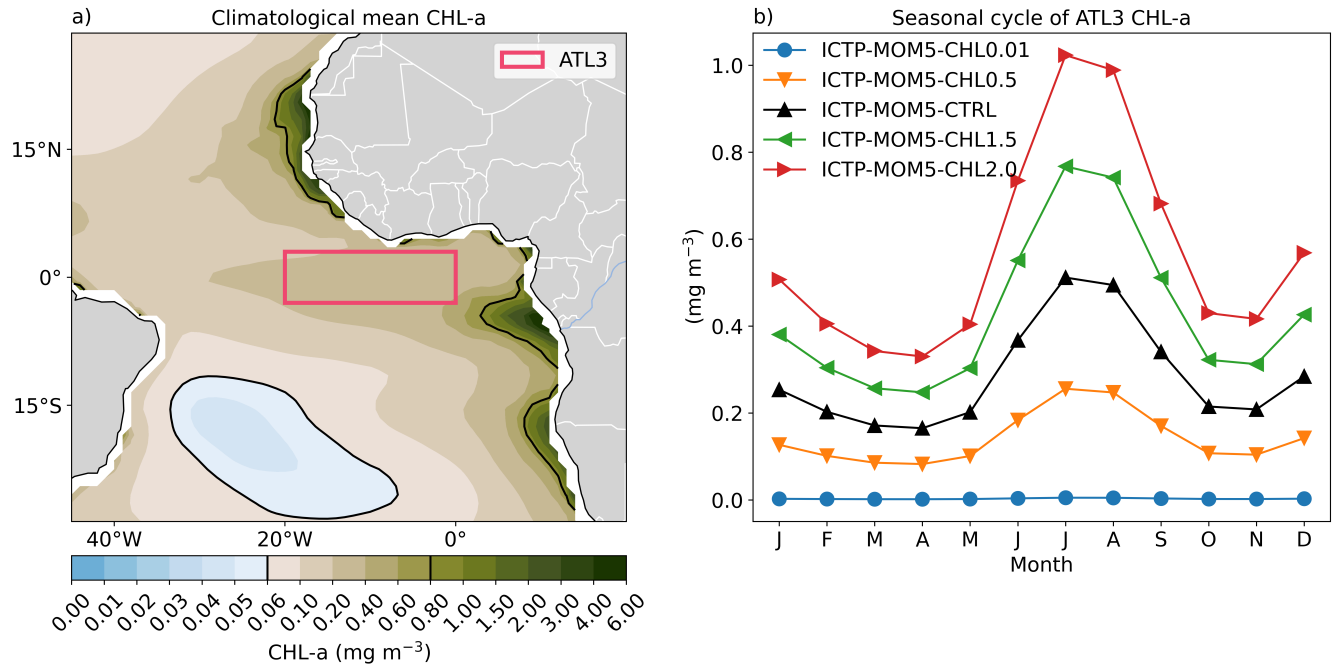 a) Climatological mean CHL-a
ATL3
15°N
0°
15°S
40°W 20°W 0°
0.00 0.01 0.02 0.03 0.04 0.05 0.06 0.10 0.20 0.40 0.60 0.80 1.00 1.50 2.00 3.00 4.00 6.00
CHL-a (mg m⁻³)
b) Seasonal cycle of ATL3 CHL-a
ICTP-MOM5-CHL0.01
ICTP-MOM5-CHL0.5
ICTP-MOM5-CTRL
ICTP-MOM5-CHL1.5
ICTP-MOM5-CHL2.0
1.0
0.8
0.6
0.4
0.2
0.0
(mg m⁻³)
J F M A M J J A S O N D
Month